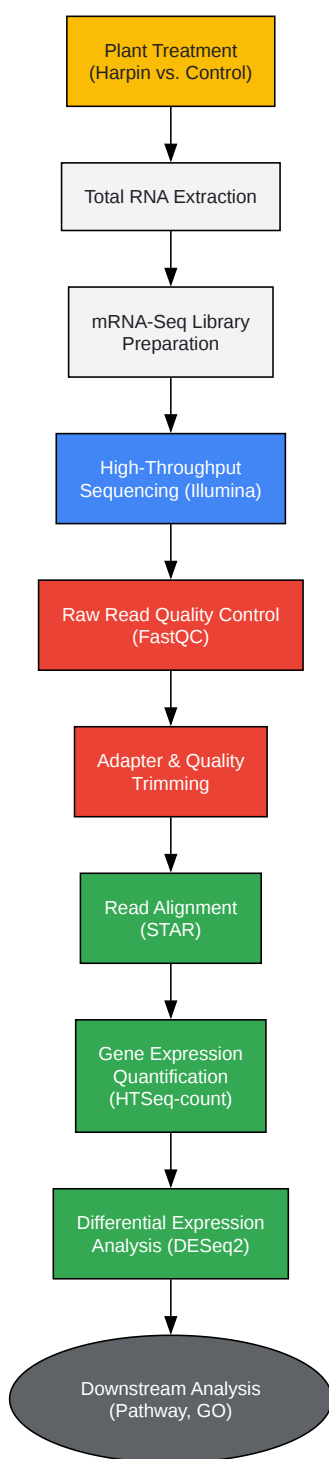 Plant Treatment
(Harpin vs. Control)
Total RNA Extraction
mRNA-Seq Library
Preparation
High-Throughput
Sequencing (Illumina)
Raw Read Quality Control
(FastQC)
Adapter & Quality
Trimming
Read Alignment
(STAR)
Gene Expression
Quantification
(HTSeq-count)
Differential Expression
Analysis (DESeq2)
Downstream Analysis
(Pathway, GO)